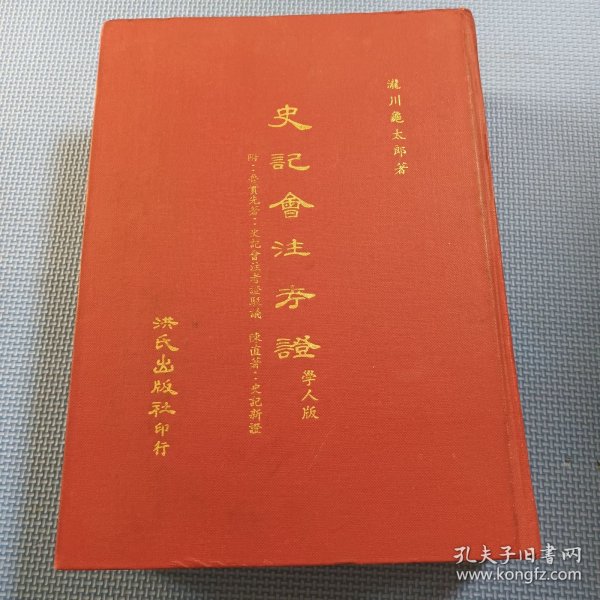 瀧川龜太郎著
史記會注考證
學人版
附:魯實先著:史記會注考證駁議 陳直著:史記新證
洪氏出版社印行
孔夫子旧书网
www.kongfz.com